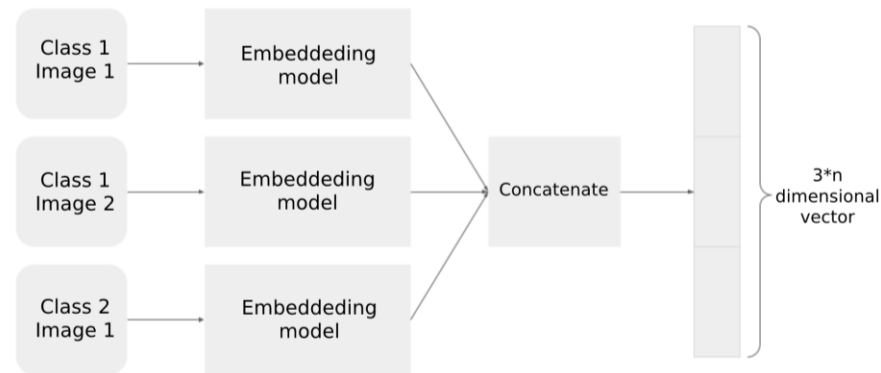 Class 1
Image 1
Embeddeding
model
Class 1
Image 2
Embeddeding
model
Class 2
Image 1
Embeddeding
model
Concatenate
3*n
dimensional
vector